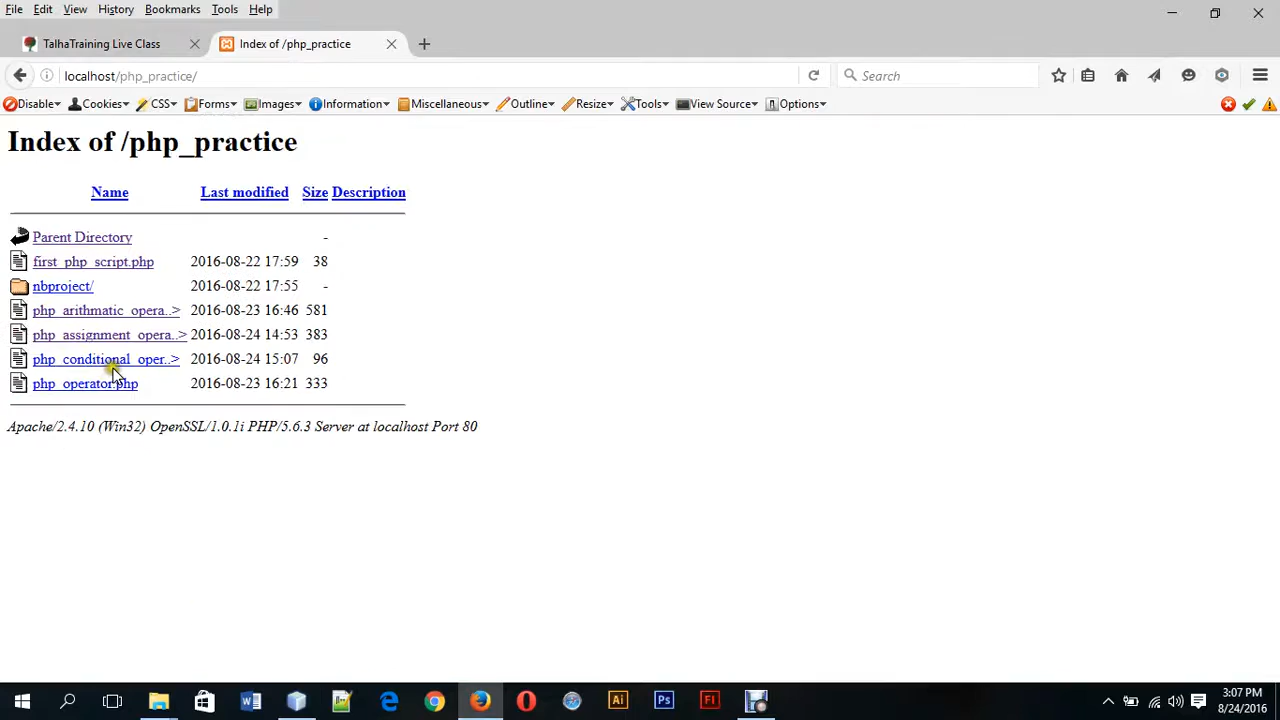 File Edit View History Bookmarks Tools Help
TalhaTraining Live Class
Index of /php_practice
localhost/php_practice/
Search
Disable Cookies CSS Forms Images Information Miscellaneous Outline Resize Tools View Source Options
Index of /php_practice
Name Last modified Size Description
Parent Directory -
first_php_script.php 2016-08-22 17:59 38
nbproject/ 2016-08-22 17:55 -
php_arithmatic_opera..> 2016-08-23 16:46 581
php_assignment_opera..> 2016-08-24 14:53 383
php_conditional_oper..> 2016-08-24 15:07 96
php_operator.php 2016-08-23 16:21 333
Apache/2.4.10 (Win32) OpenSSL/1.0.1i PHP/5.6.3 Server at localhost Port 80
Ai Ps Fl
3:07 PM
8/24/2016